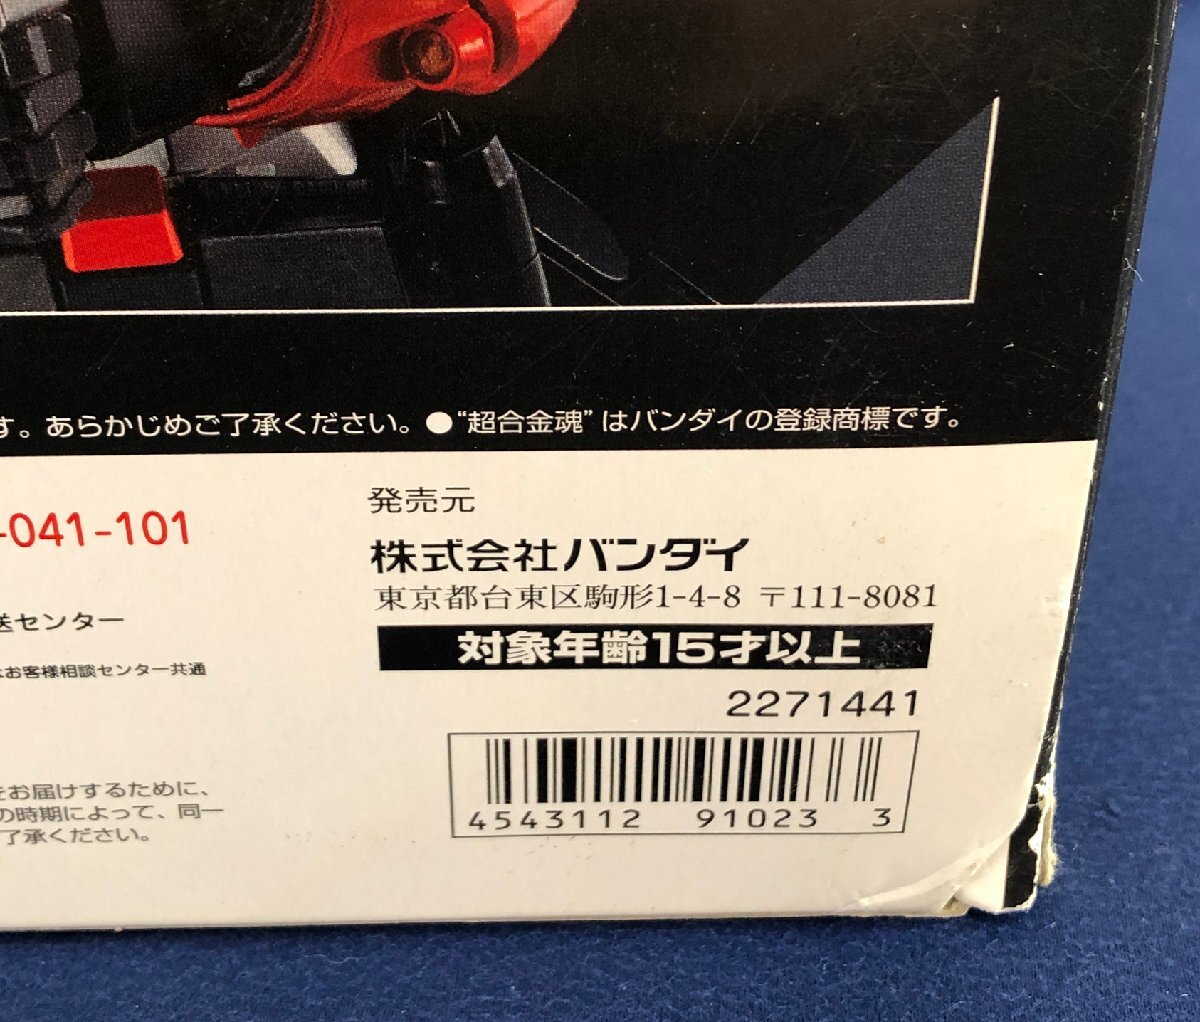 す。あらかじめご了承ください。●“超合金魂”はバンダイの登録商標です。
-041-101
送センター
はお客様相談センター共通
をお届けするために、
の時期によって、同一
了承ください。
発売元
株式会社バンダイ
東京都台東区駒形1-4-8 〒111-8081
対象年齢15才以上
2271441
4543112 91023 3